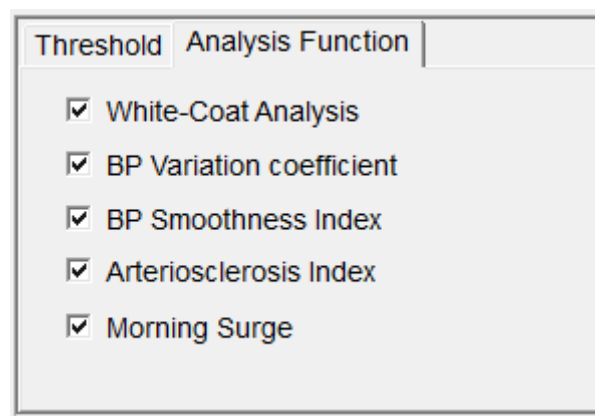 Threshold Analysis Function
White-Coat Analysis
BP Variation coefficient
BP Smoothness Index
Arteriosclerosis Index
Morning Surge